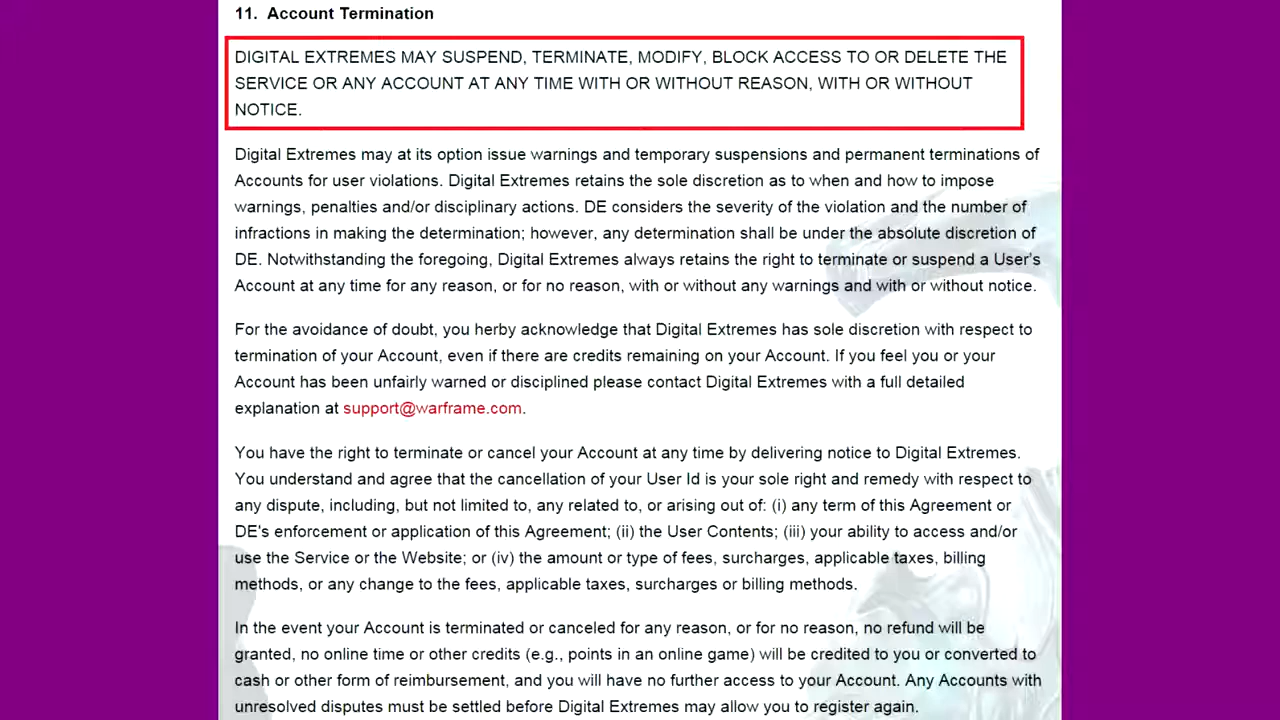 11. Account Termination
DIGITAL EXTREMES MAY SUSPEND, TERMINATE, MODIFY, BLOCK ACCESS TO OR DELETE THE
SERVICE OR ANY ACCOUNT AT ANY TIME WITH OR WITHOUT REASON, WITH OR WITHOUT
NOTICE.
Digital Extremes may at its option issue warnings and temporary suspensions and permanent terminations of
Accounts for user violations. Digital Extremes retains the sole discretion as to when and how to impose
warnings, penalties and/or disciplinary actions. DE considers the severity of the violation and the number of
infractions in making the determination; however, any determination shall be under the absolute discretion of
DE. Notwithstanding the foregoing, Digital Extremes always retains the right to terminate or suspend a User's
Account at any time for any reason, or for no reason, with or without any warnings and with or without notice.
For the avoidance of doubt, you herby acknowledge that Digital Extremes has sole discretion with respect to
termination of your Account, even if there are credits remaining on your Account. If you feel you or your
Account has been unfairly warned or disciplined please contact Digital Extremes with a full detailed
explanation at support@warframe.com.
You have the right to terminate or cancel your Account at any time by delivering notice to Digital Extremes.
You understand and agree that the cancellation of your User Id is your sole right and remedy with respect to
any dispute, including, but not limited to, any related to, or arising out of: (i) any term of this Agreement or
DE's enforcement or application of this Agreement; (ii) the User Contents; (iii) your ability to access and/or
use the Service or the Website; or (iv) the amount or type of fees, surcharges, applicable taxes, billing
methods, or any change to the fees, applicable taxes, surcharges or billing methods.
In the event your Account is terminated or canceled for any reason, or for no reason, no refund will be
granted, no online time or other credits (e.g., points in an online game) will be credited to you or converted to
cash or other form of reimbursement, and you will have no further access to your Account. Any Accounts with
unresolved disputes must be settled before Digital Extremes may allow you to register again.